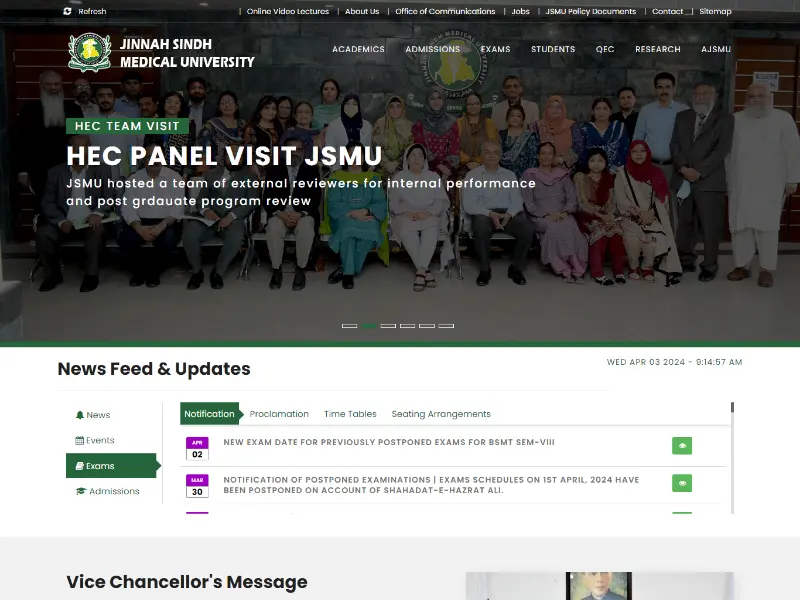 Refresh
| Online Video Lectures | About Us | Office of Communications | Jobs | JSMU Policy Documents | Contact | Sitemap
JINNAH SINDH
MEDICAL UNIVERSITY
ACADEMICS ADMISSIONS EXAMS STUDENTS QEC RESEARCH AJSMU
HEC TEAM VISIT
HEC PANEL VISIT JSMU
JSMU hosted a team of external reviewers for internal performance
and post grdauate program review
News Feed & Updates
WED APR 03 2024 - 9:14:57 AM
News
Events
Exams
Admissions
Notification Proclamation Time Tables Seating Arrangements
APR
02
NEW EXAM DATE FOR PREVIOUSLY POSTPONED EXAMS FOR BSMT SEM-VIII
MAR
30
NOTIFICATION OF POSTPONED EXAMINATIONS | EXAMS SCHEDULES ON 1ST APRIL, 2024 HAVE
BEEN POSTPONED ON ACCOUNT OF SHAHADAT-E-HAZRAT ALI.
Vice Chancellor's Message